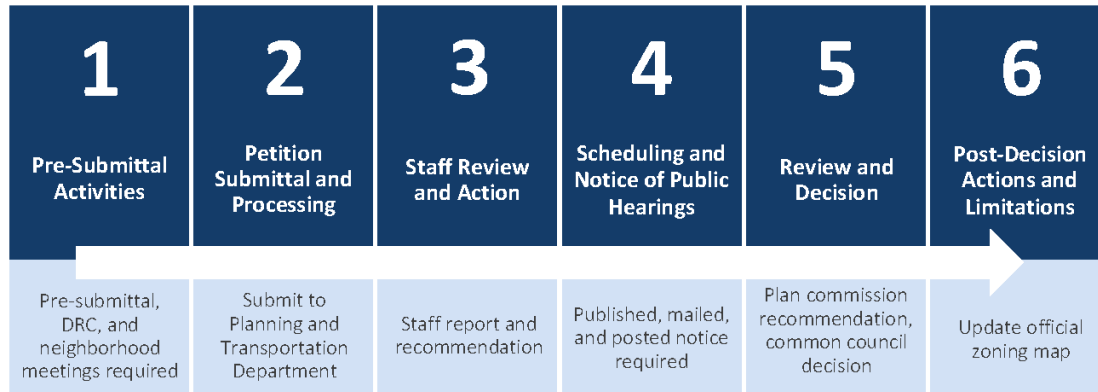 1
Pre-Submittal
Activities
2
Petition
Submittal and
Processing
3
Staff Review
and Action
4
Scheduling and
Notice of Public
Hearings
5
Review and
Decision
6
Post-Decision
Actions and
Limitations
Pre-submittal,
DRC, and
neighborhood
meetings required
Submit to
Planning and
Transportation
Department
Staff report and
recommendation
Published, mailed,
and posted notice
required
Plan commission
recommendation,
common council
decision
Update official
zoning map